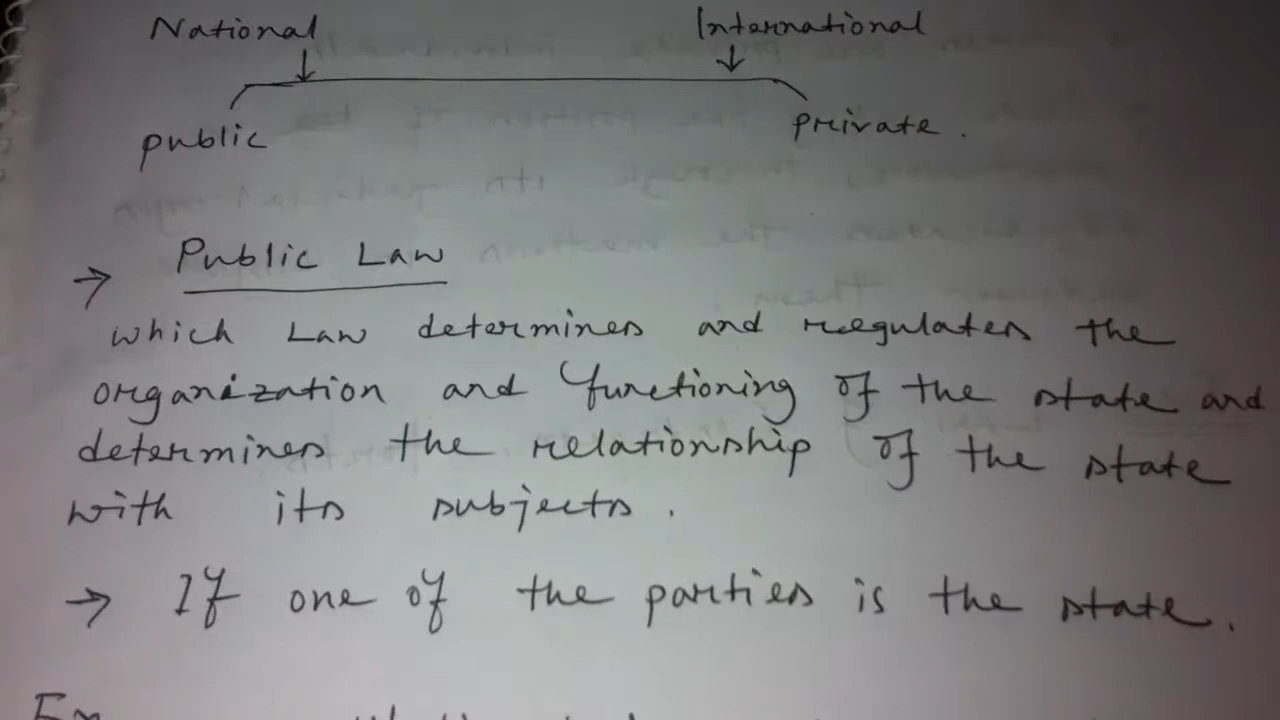 National International
public private.
→ Public Law
which Law determines and regulates the
organization and functioning of the state and
determines the relationship of the state
with its subjects.
→ If one of the parties is the state.
Ex